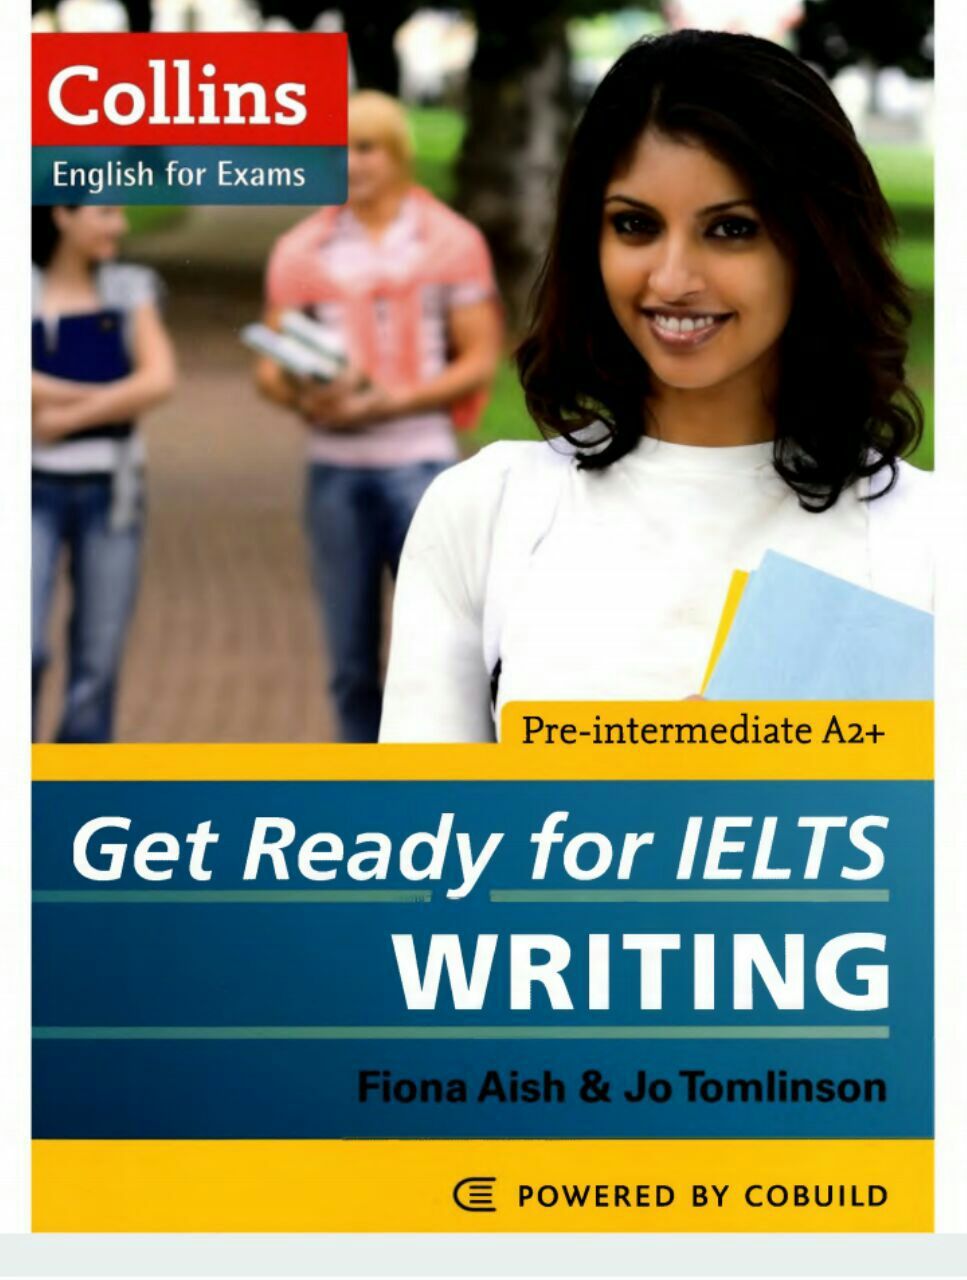 Collins
English for Exams
Pre-intermediate A2+
Get Ready for IELTS
WRITING
Fiona Aish & Jo Tomlinson
POWERED BY COBUILD